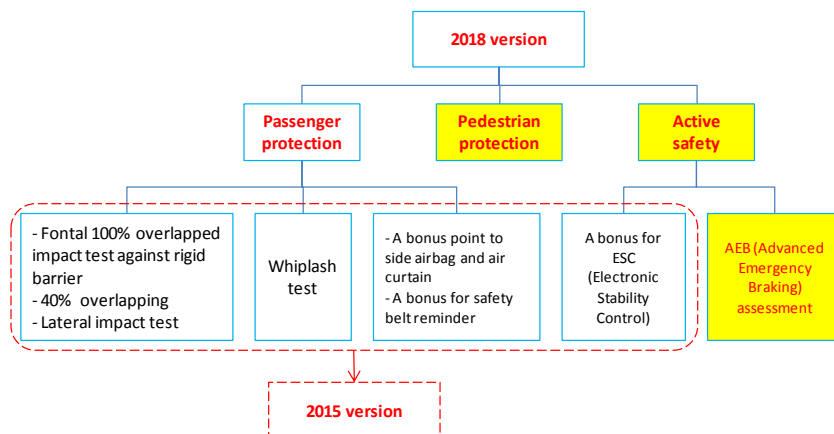 2018 version
Passenger
protection
Pedestrian
protection
Active
safety
- Fontal 100% overlapped
impact test against rigid
barrier
- 40% overlapping
- Lateral impact test
Whiplash
test
- A bonus point to
side airbag and air
curtain
- A bonus for safety
belt reminder
A bonus for
ESC
(Electronic
Stability
Control)
AEB (Advanced
Emergency
Braking)
assessment
2015 version